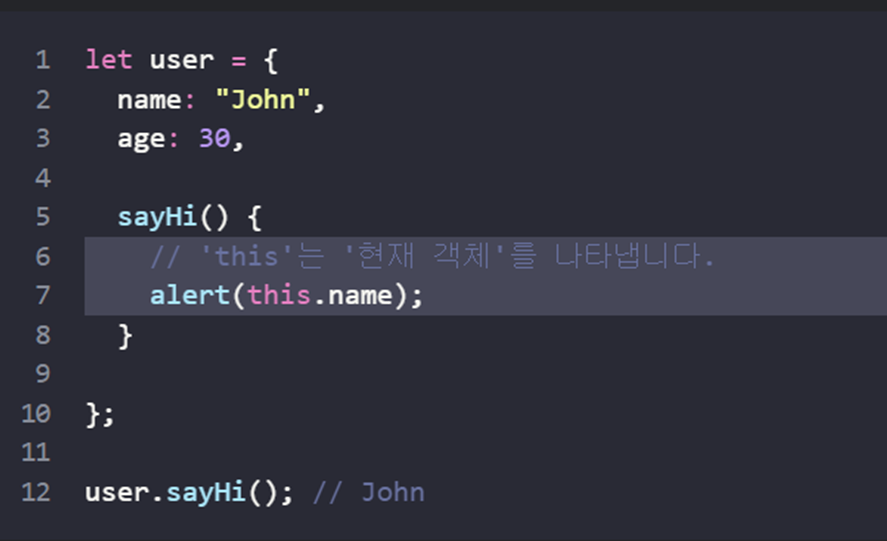 1 let user = {
2   name: "John",
3   age: 30,
4
5   sayHi() {
6     // 'this'는 '현재 객체'를 나타냅니다.
7     alert(this.name);
8   }
9
10 };
11
12 user.sayHi(); // John